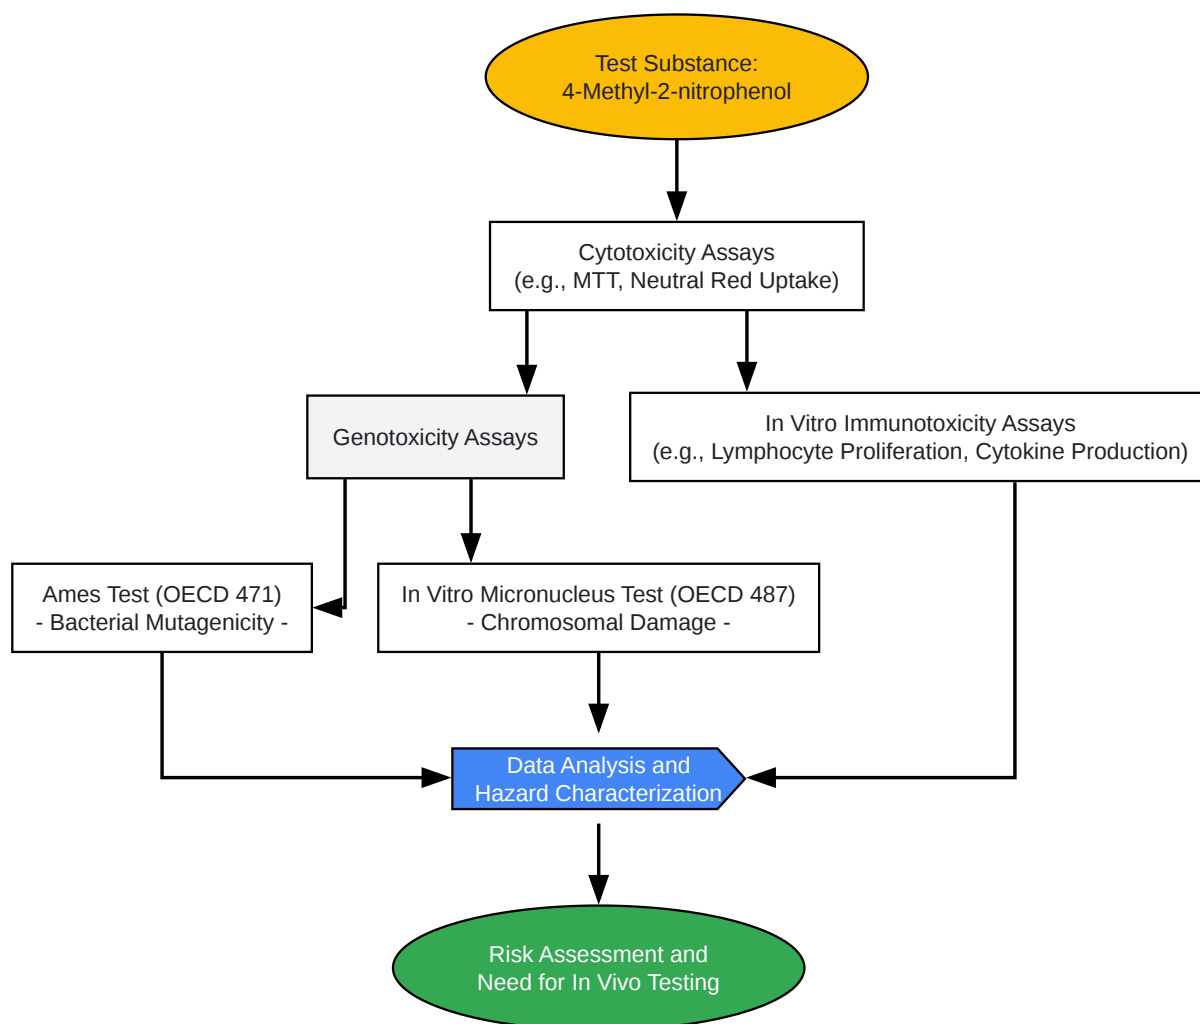 Test Substance:
4-Methyl-2-nitrophenol
Cytotoxicity Assays
(e.g., MTT, Neutral Red Uptake)
Genotoxicity Assays
In Vitro Immunotoxicity Assays
(e.g., Lymphocyte Proliferation, Cytokine Production)
Ames Test (OECD 471)
- Bacterial Mutagenicity -
In Vitro Micronucleus Test (OECD 487)
- Chromosomal Damage -
Data Analysis and
Hazard Characterization
Risk Assessment and
Need for In Vivo Testing